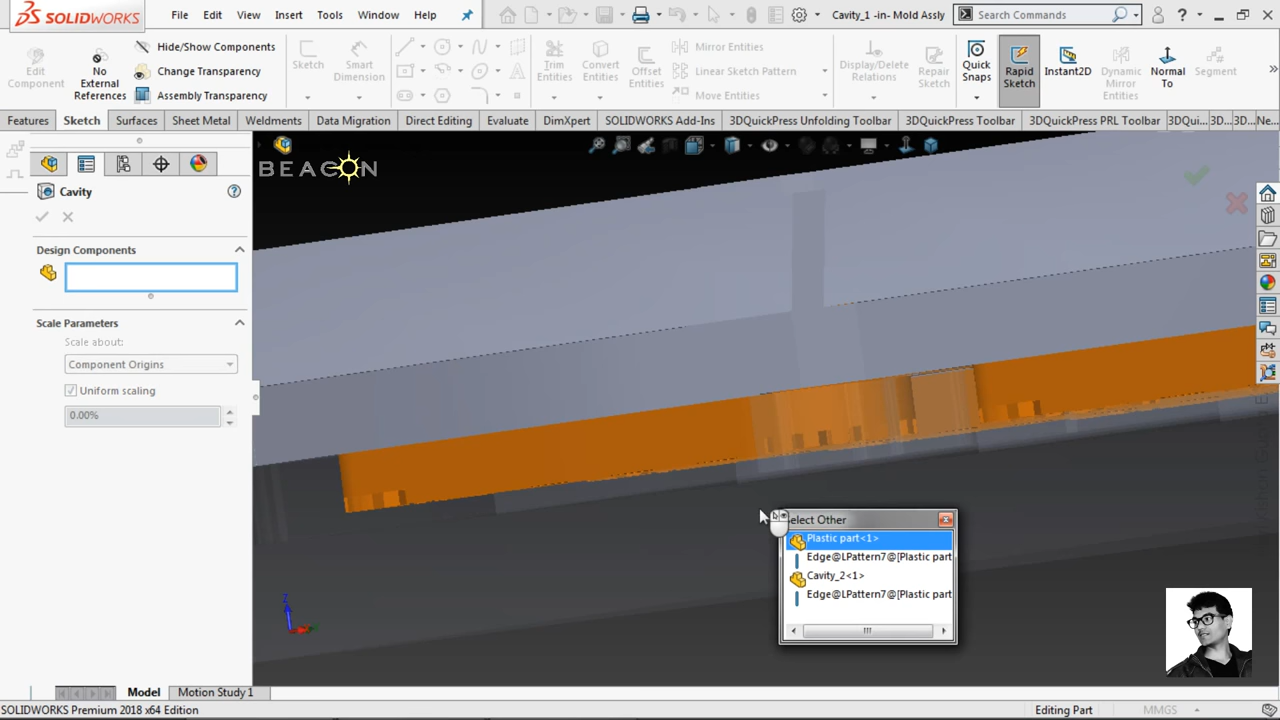 SOLIDWORKS
File Edit View Insert Tools Window Help
Cavity_1 -in- Mold Assly
Search Commands
Edit Component
No External References
Hide/Show Components
Change Transparency
Assembly Transparency
Sketch
Smart Dimension
Trim Entities
Convert Entities
Offset Entities
Mirror Entities
Linear Sketch Pattern
Move Entities
Display/Delete Relations
Repair Sketch
Quick Snaps
Rapid Sketch
Instant2D
Dynamic Mirror Entities
Normal To
Segment
Features Sketch Surfaces Sheet Metal Weldments Data Migration Direct Editing Evaluate DimXpert SOLIDWORKS Add-Ins 3DQuickPress Unfolding Toolbar 3DQuickPress Toolbar 3DQuickPress PRL Toolbar 3DQui... 3D... 3D... Ne...
BEACON
Cavity
Design Components
Scale Parameters
Scale about:
Component Origins
Uniform scaling
0.00%
Select Other
Plastic part<1>
Edge@LPattern7@[Plastic part
Cavity_2<1>
Edge@LPattern7@[Plastic part
Z
Model Motion Study 1
SOLIDWORKS Premium 2018 x64 Edition
Editing Part
MMGS